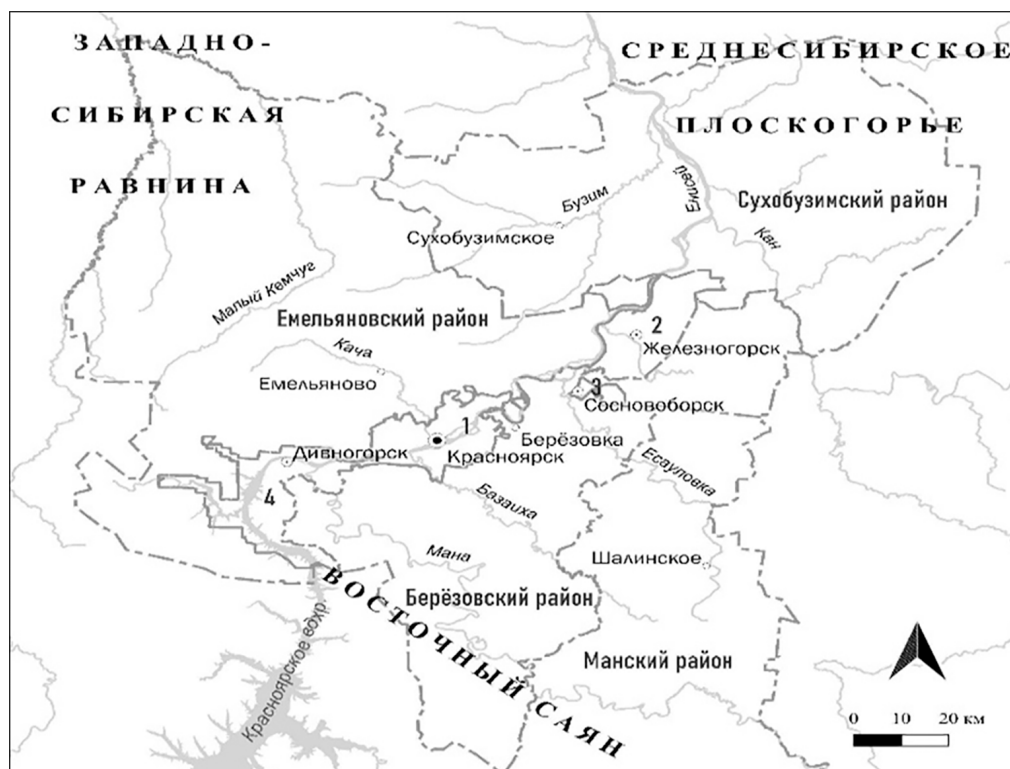 ЗАПАДНО-
СИБИРСКАЯ
РАВНИНА
СРЕДНЕСИБИРСКОЕ
ПЛОСКОГОРЬЕ
Енисей
Бузим
Сухобузимский район
Сухобузимское
Кан
Малый Кемчуг
Емельяновский район
2
Железногорск
Кача
Емельяново
3
Сосновоборск
1
Берёзовка
Красноярск
Дивногорск
Есауловка
4
Базаиха
Мана
Шалинское
ВОСТОЧНЫЙ САЯН
Берёзовский район
Красноярское вдхр.
Манский район
0 10 20 км